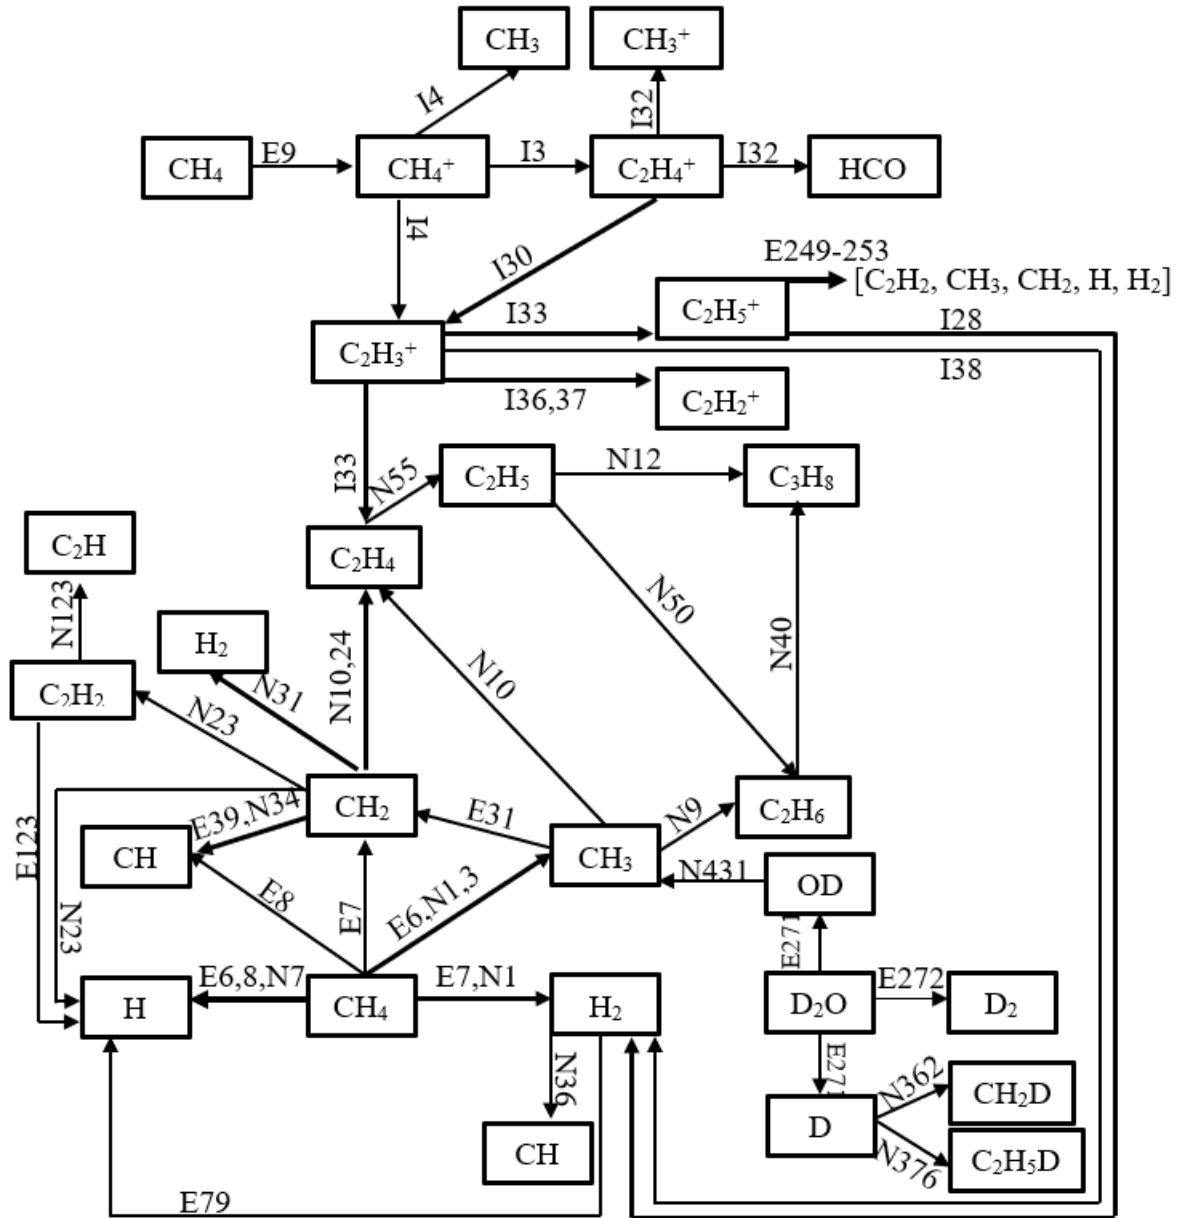 CH₃
CH₃⁺
I4
I32
CH₄
E9
CH₄⁺
I3
C₂H₄⁺
I32
HCO
I4
I30
E249-253
[C₂H₂, CH₃, CH₂, H, H₂]
C₂H₅⁺
I33
I28
C₂H₃⁺
I38
I36,37
C₂H₂⁺
I33
N55
C₂H₅
N12
C₃H₈
C₂H
C₂H₄
N123
N50
H₂
N10,24
N10
N40
C₂H₂
N31
N23
CH₂
E31
N9
C₂H₆
E39,N34
CH
CH₃
N431
OD
E123
N23
E8
E7
E6,N1,3
E271
E6,8,N7
E7,N1
E272
H
CH₄
H₂
D₂O
D₂
N36
E271
N362
CH₂D
D
CH
N376
C₂H₅D
E79